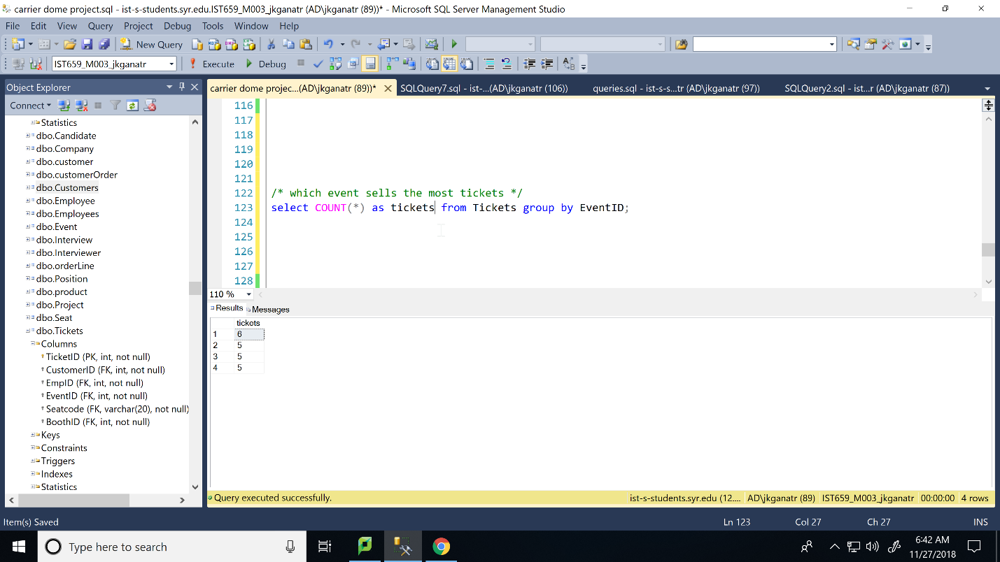 carrier dome project.sql - ist-s-students.syr.edu.IST659_M003_jkganatr (AD\jkganatr (89))* - Microsoft SQL Server Management Studio
File Edit View Query Project Debug Tools Window Help
New Query
IST659_M003_jkganatr Execute Debug
Object Explorer
carrier dome projec...(AD\jkganatr (89))* SQLQuery7.sql - ist-...(AD\jkganatr (106)) queries.sql - ist-s-s...tr (AD\jkganatr (97)) SQLQuery2.sql - ist...r (AD\jkganatr (87))
Connect
Statistics
dbo.Candidate
dbo.Company
dbo.customer
dbo.customerOrder
dbo.Customers
dbo.Employee
dbo.Employees
dbo.Event
dbo.Interview
dbo.Interviewer
dbo.orderLine
dbo.Position
dbo.product
dbo.Project
dbo.Seat
dbo.Tickets
Columns
TicketID (PK, int, not null)
CustomerID (FK, int, not null)
EmpID (FK, int, not null)
EventID (FK, int, not null)
Seatcode (FK, varchar(20), not null)
BoothID (FK, int, not null)
Keys
Constraints
Triggers
Indexes
Statistics
116
117
118
119
120
121
122 /* which event sells the most tickets */
123 select COUNT(*) as tickets from Tickets group by EventID;
124
125
126
127
128
110 %
Results Messages
tickets
1 6
2 5
3 5
4 5
Query executed successfully. ist-s-students.syr.edu (12.... AD\jkganatr (89) IST659_M003_jkganatr 00:00:00 4 rows
Item(s) Saved Ln 123 Col 27 Ch 27 INS
Type here to search
6:42 AM
11/27/2018